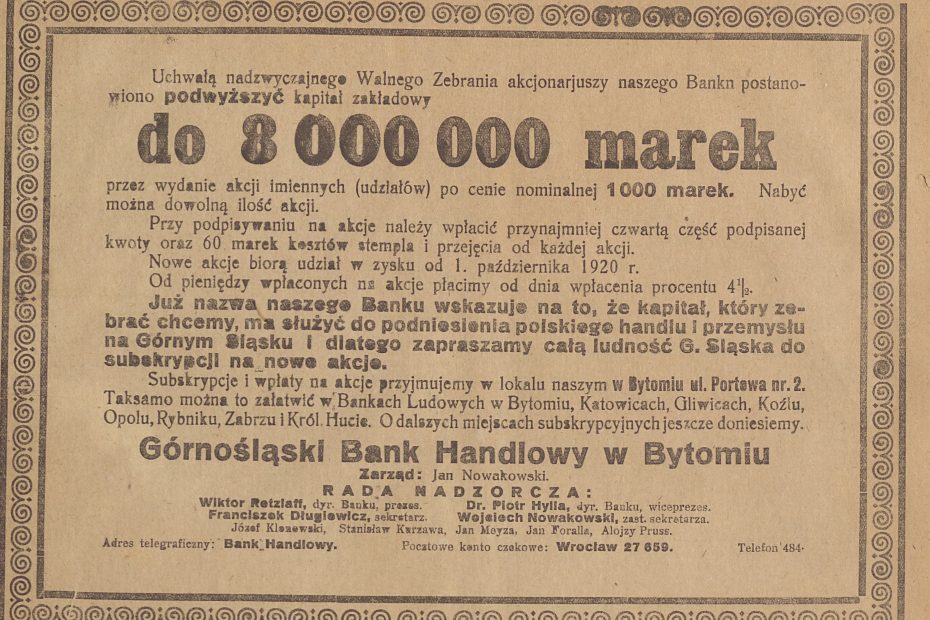 Uchwałą nadzwyczajnego Walnego Zebrania akcjonarjuszy naszego Bankn postano-
wiono podwyższyć kapitał zakładowy
do 8 000 000 marek
przez wydanie akcji imiennych (udziałów) po cenie nominalnej 1 000 marek. Nabyć
można dowolną ilość akcji.
Przy podpisywaniu na akcje należy wpłacić przynajmniej czwartą część podpisanej
kwoty oraz 60 marek kosztów stempla i przejęcia od każdej akcji.
Nowe akcje biorą udział w zysku od 1. października 1920 r.
Od pieniędzy wpłaconych na akcje płacimy od dnia wpłacenia procentu 4½.
Już nazwa naszego Banku wskazuje na to, że kapitał, który ze-
brać chcemy, ma służyć do podniesienia polskiego handlu i przemysłu
na Górnym Sląsku i dlatego zapraszamy całą ludność G. Sląska do
subskrypcji na nowe akcje.
Subskrypcje i wpłaty na akcje przyjmujemy w lokalu naszym w Bytomiu ul. Portowa nr. 2.
Taksamo można to załatwić w Bankach Ludowych w Bytomiu, Katowicach, Gliwicach, Koźlu,
Opolu, Rybniku, Zabrzu i Król. Hucie. O dalszych miejscach subskrypcyjnych jeszcze doniesiemy.
Górnośląski Bank Handlowy w Bytomiu
Zarząd: Jan Nowakowski.
RADA NADZORCZA:
Wiktor Retzlaff, dyr. Banku, prezes. Dr. Piotr Hylla, dyr. Banku, wiceprezes.
Franciszek Długiewicz, sekretarz. Wojciech Nowakowski, zast. sekretarza.
Józef Stanisław Kurzawa, Jan Meyza, Jan Foralla, Alojzy Pruss.
Adres telegraficzny: Bank Handlowy. Pocztowe konto czekowe: Wrocław 27 659. Telefon 484·